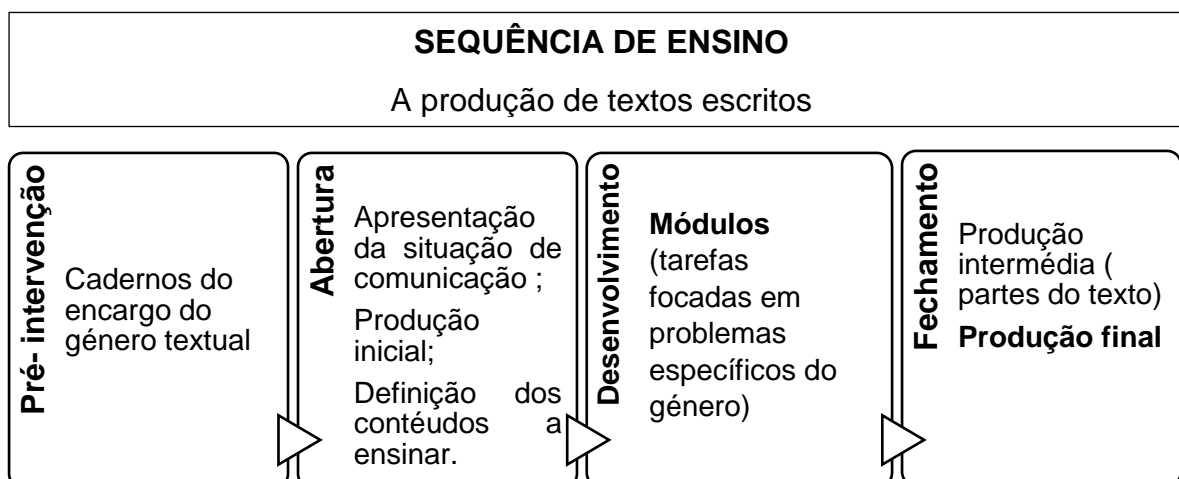 SEQUÊNCIA DE ENSINO
A produção de textos escritos
Pré- intervenção
Cadernos do
encargo do
género textual
Abertura
Apresentação
da situação de
comunicação ;
Produção
inicial;
Definição dos
contéudos a
ensinar.
Desenvolvimento
Módulos
(tarefas
focadas em
problemas
específicos do
género)
Fechamento
Produção
intermédia (
partes do texto)
Produção final